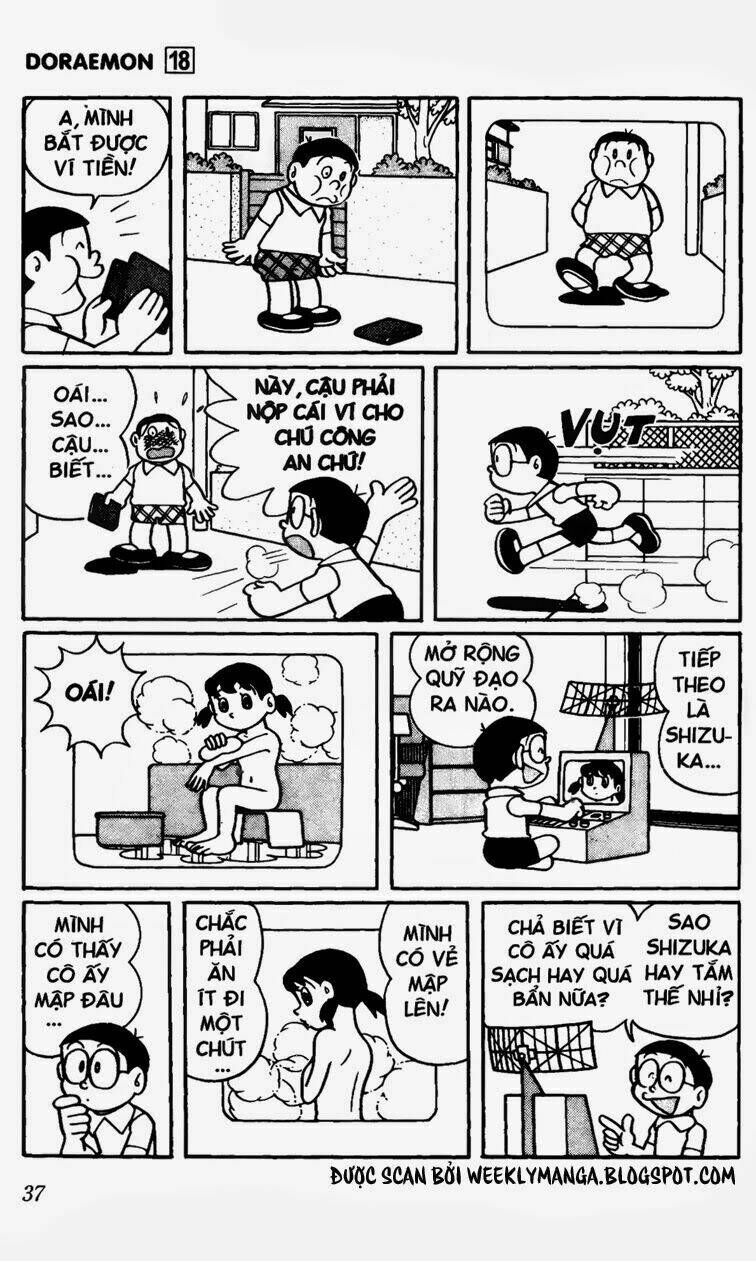 DORAEMON 18
A, MÌNH
BẮT ĐƯỢC
VÍ TIỀN!
OÁI...
SAO...
CẬU...
BIẾT...
NÀY, CẬU PHẢI
NỘP CÁI VÍ CHO
CHÚ CÔNG
AN CHỨ!
VỤT
OÁI!
MỞ RỘNG
QUỸ ĐẠO
RA NÀO.
TIẾP
THEO
LÀ
SHIZU-
KA...
MÌNH
CÓ THẤY
CÔ ẤY
MẬP ĐÂU
...
CHẮC
PHẢI
ĂN
ÍT ĐI
MỘT
CHÚT
...
MÌNH
CÓ VẺ
MẬP
LÊN!
CHẢ BIẾT VÌ
CÔ ẤY QUÁ
SẠCH HAY QUÁ
BẨN NỮA?
SAO
SHIZUKA
HAY TẮM
THẾ NHỈ?
ĐƯỢC SCAN BỞI WEEKLYMANGA.BLOGSPOT.COM
37